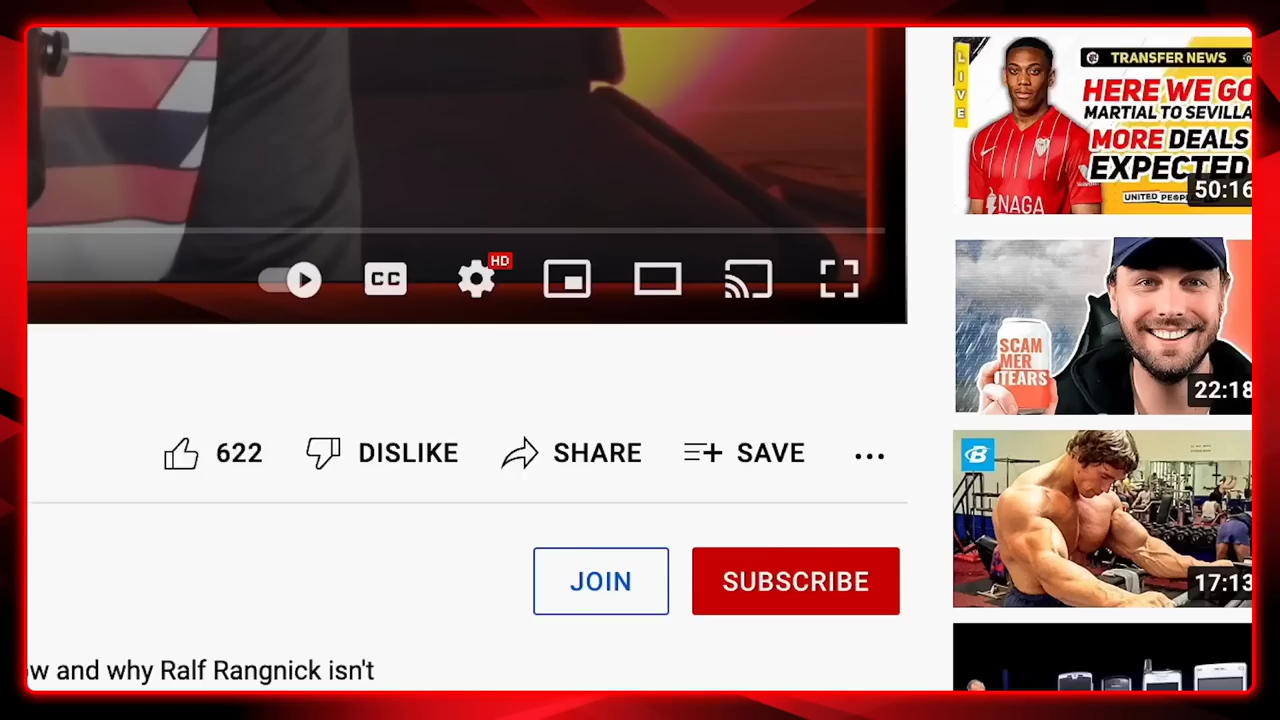 HD
CC
622
DISLIKE
SHARE
SAVE
JOIN
SUBSCRIBE
w and why Ralf Rangnick isn't
LIVE
TRANSFER NEWS
HERE WE GO
MARTIAL TO SEVILLA
MORE DEALS
EXPECTED
UNITED
NAGA
50:16
SCAM
MER
TEARS
22:18
B
17:13